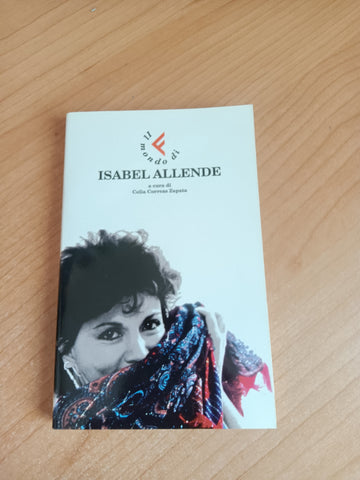 Il mondo di
ISABEL ALLENDE
a cura di
Celia Correas Zapata